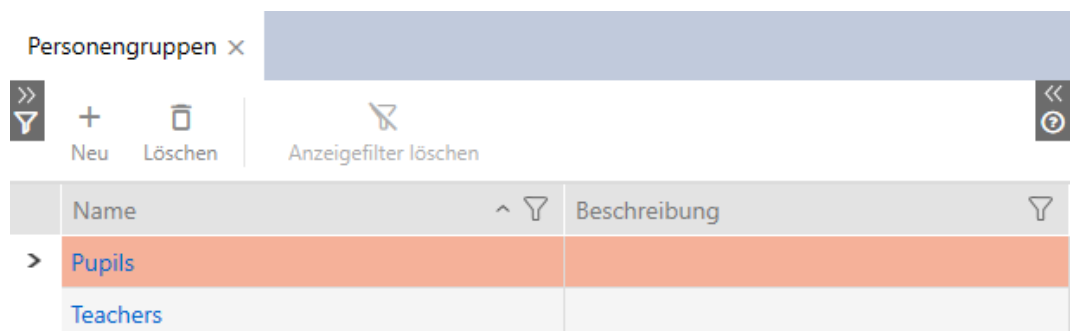 Personengruppen
Neu Löschen Anzeigefilter löschen
Name Beschreibung
Pupils
Teachers